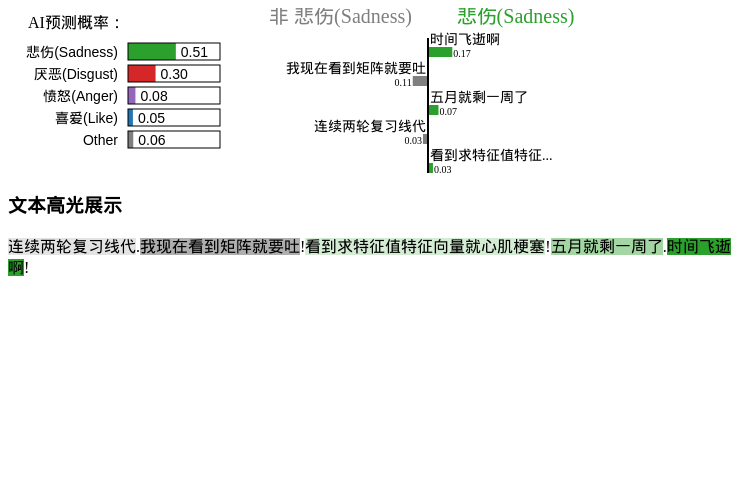 AI预测概率：
悲伤(Sadness) 0.51
厌恶(Disgust) 0.30
愤怒(Anger) 0.08
喜爱(Like) 0.05
Other 0.06
非 悲伤(Sadness) 悲伤(Sadness)
时间飞逝啊
0.17
我现在看到矩阵就要吐
0.11
五月就剩一周了
0.07
连续两轮复习线代
0.03
看到求特征值特征...
0.03
文本高光展示
连续两轮复习线代.我现在看到矩阵就要吐!看到求特征值特征向量就心肌梗塞!五月就剩一周了.时间飞逝
啊!